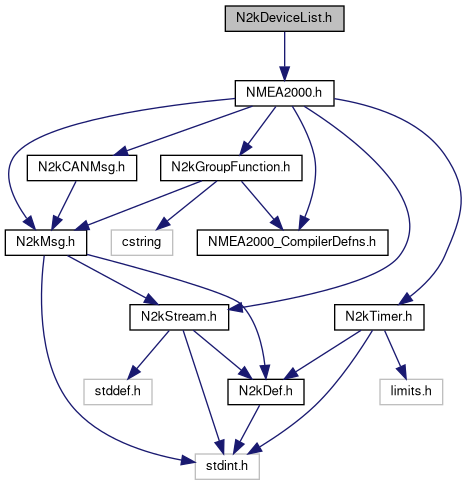 N2kDeviceList.h
NMEA2000.h
N2kCANMsg.h
N2kGroupFunction.h
N2kMsg.h
cstring
NMEA2000_CompilerDefns.h
N2kStream.h
N2kTimer.h
stddef.h
N2kDef.h
limits.h
stdint.h